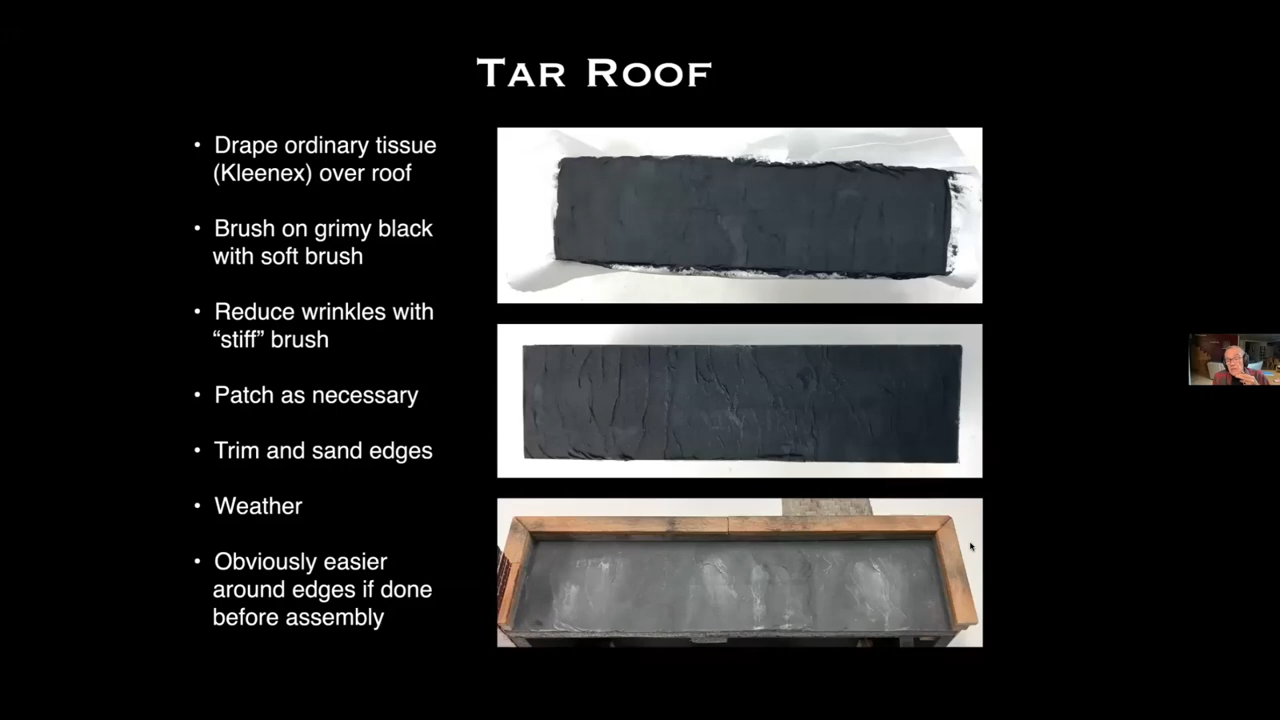 TAR ROOF
• Drape ordinary tissue
(Kleenex) over roof
• Brush on grimy black
with soft brush
• Reduce wrinkles with
“stiff” brush
• Patch as necessary
• Trim and sand edges
• Weather
• Obviously easier
around edges if done
before assembly